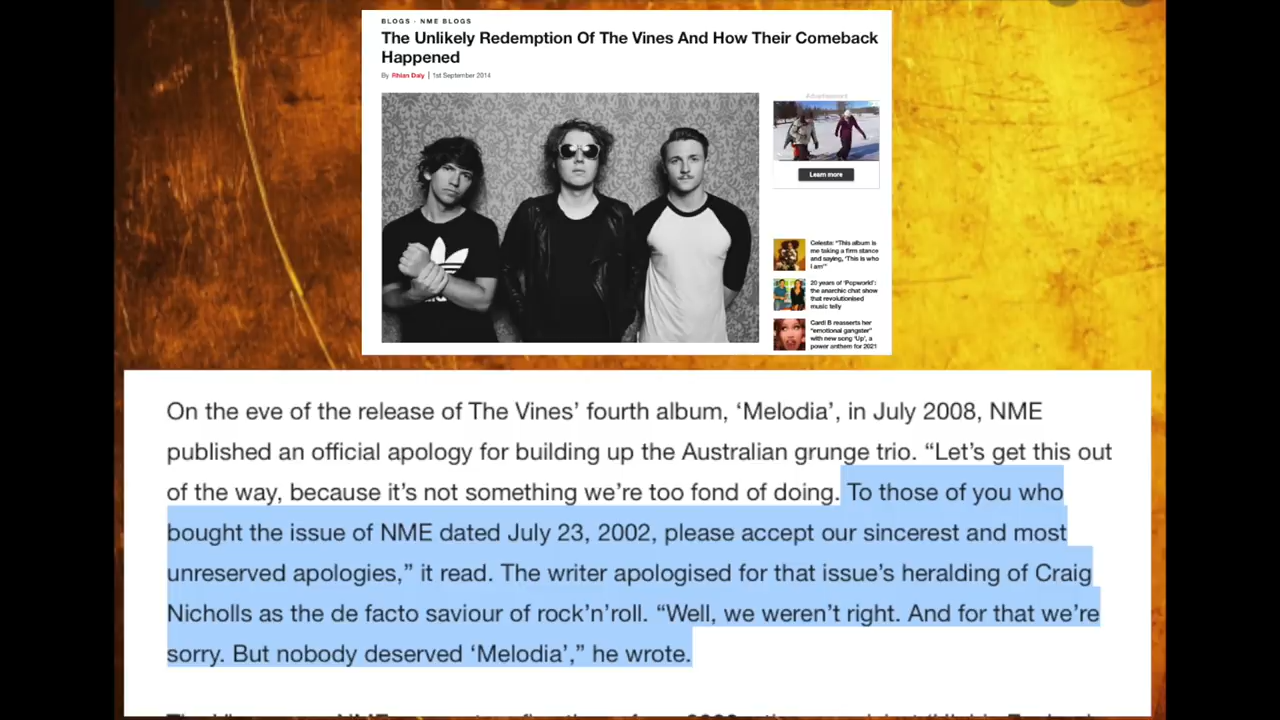 BLOGS · NME BLOGS
The Unlikely Redemption Of The Vines And How Their Comeback
Happened
By Rhian Daly | 1st September 2014
Advertisement
Learn more
Celeste: “This album is
me taking a firm stance
and saying, ‘This is who
I am’”
20 years of ‘Popworld’:
the anarchic chat show
that revolutionised
music telly
Cardi B reasserts her
“emotional gangster”
with new song ‘Up’, a
power anthem for 2021
On the eve of the release of The Vines’ fourth album, ‘Melodia’, in July 2008, NME
published an official apology for building up the Australian grunge trio. “Let’s get this out
of the way, because it’s not something we’re too fond of doing. To those of you who
bought the issue of NME dated July 23, 2002, please accept our sincerest and most
unreserved apologies,” it read. The writer apologised for that issue’s heralding of Craig
Nicholls as the de facto saviour of rock’n’roll. “Well, we weren’t right. And for that we’re
sorry. But nobody deserved ‘Melodia’,” he wrote.